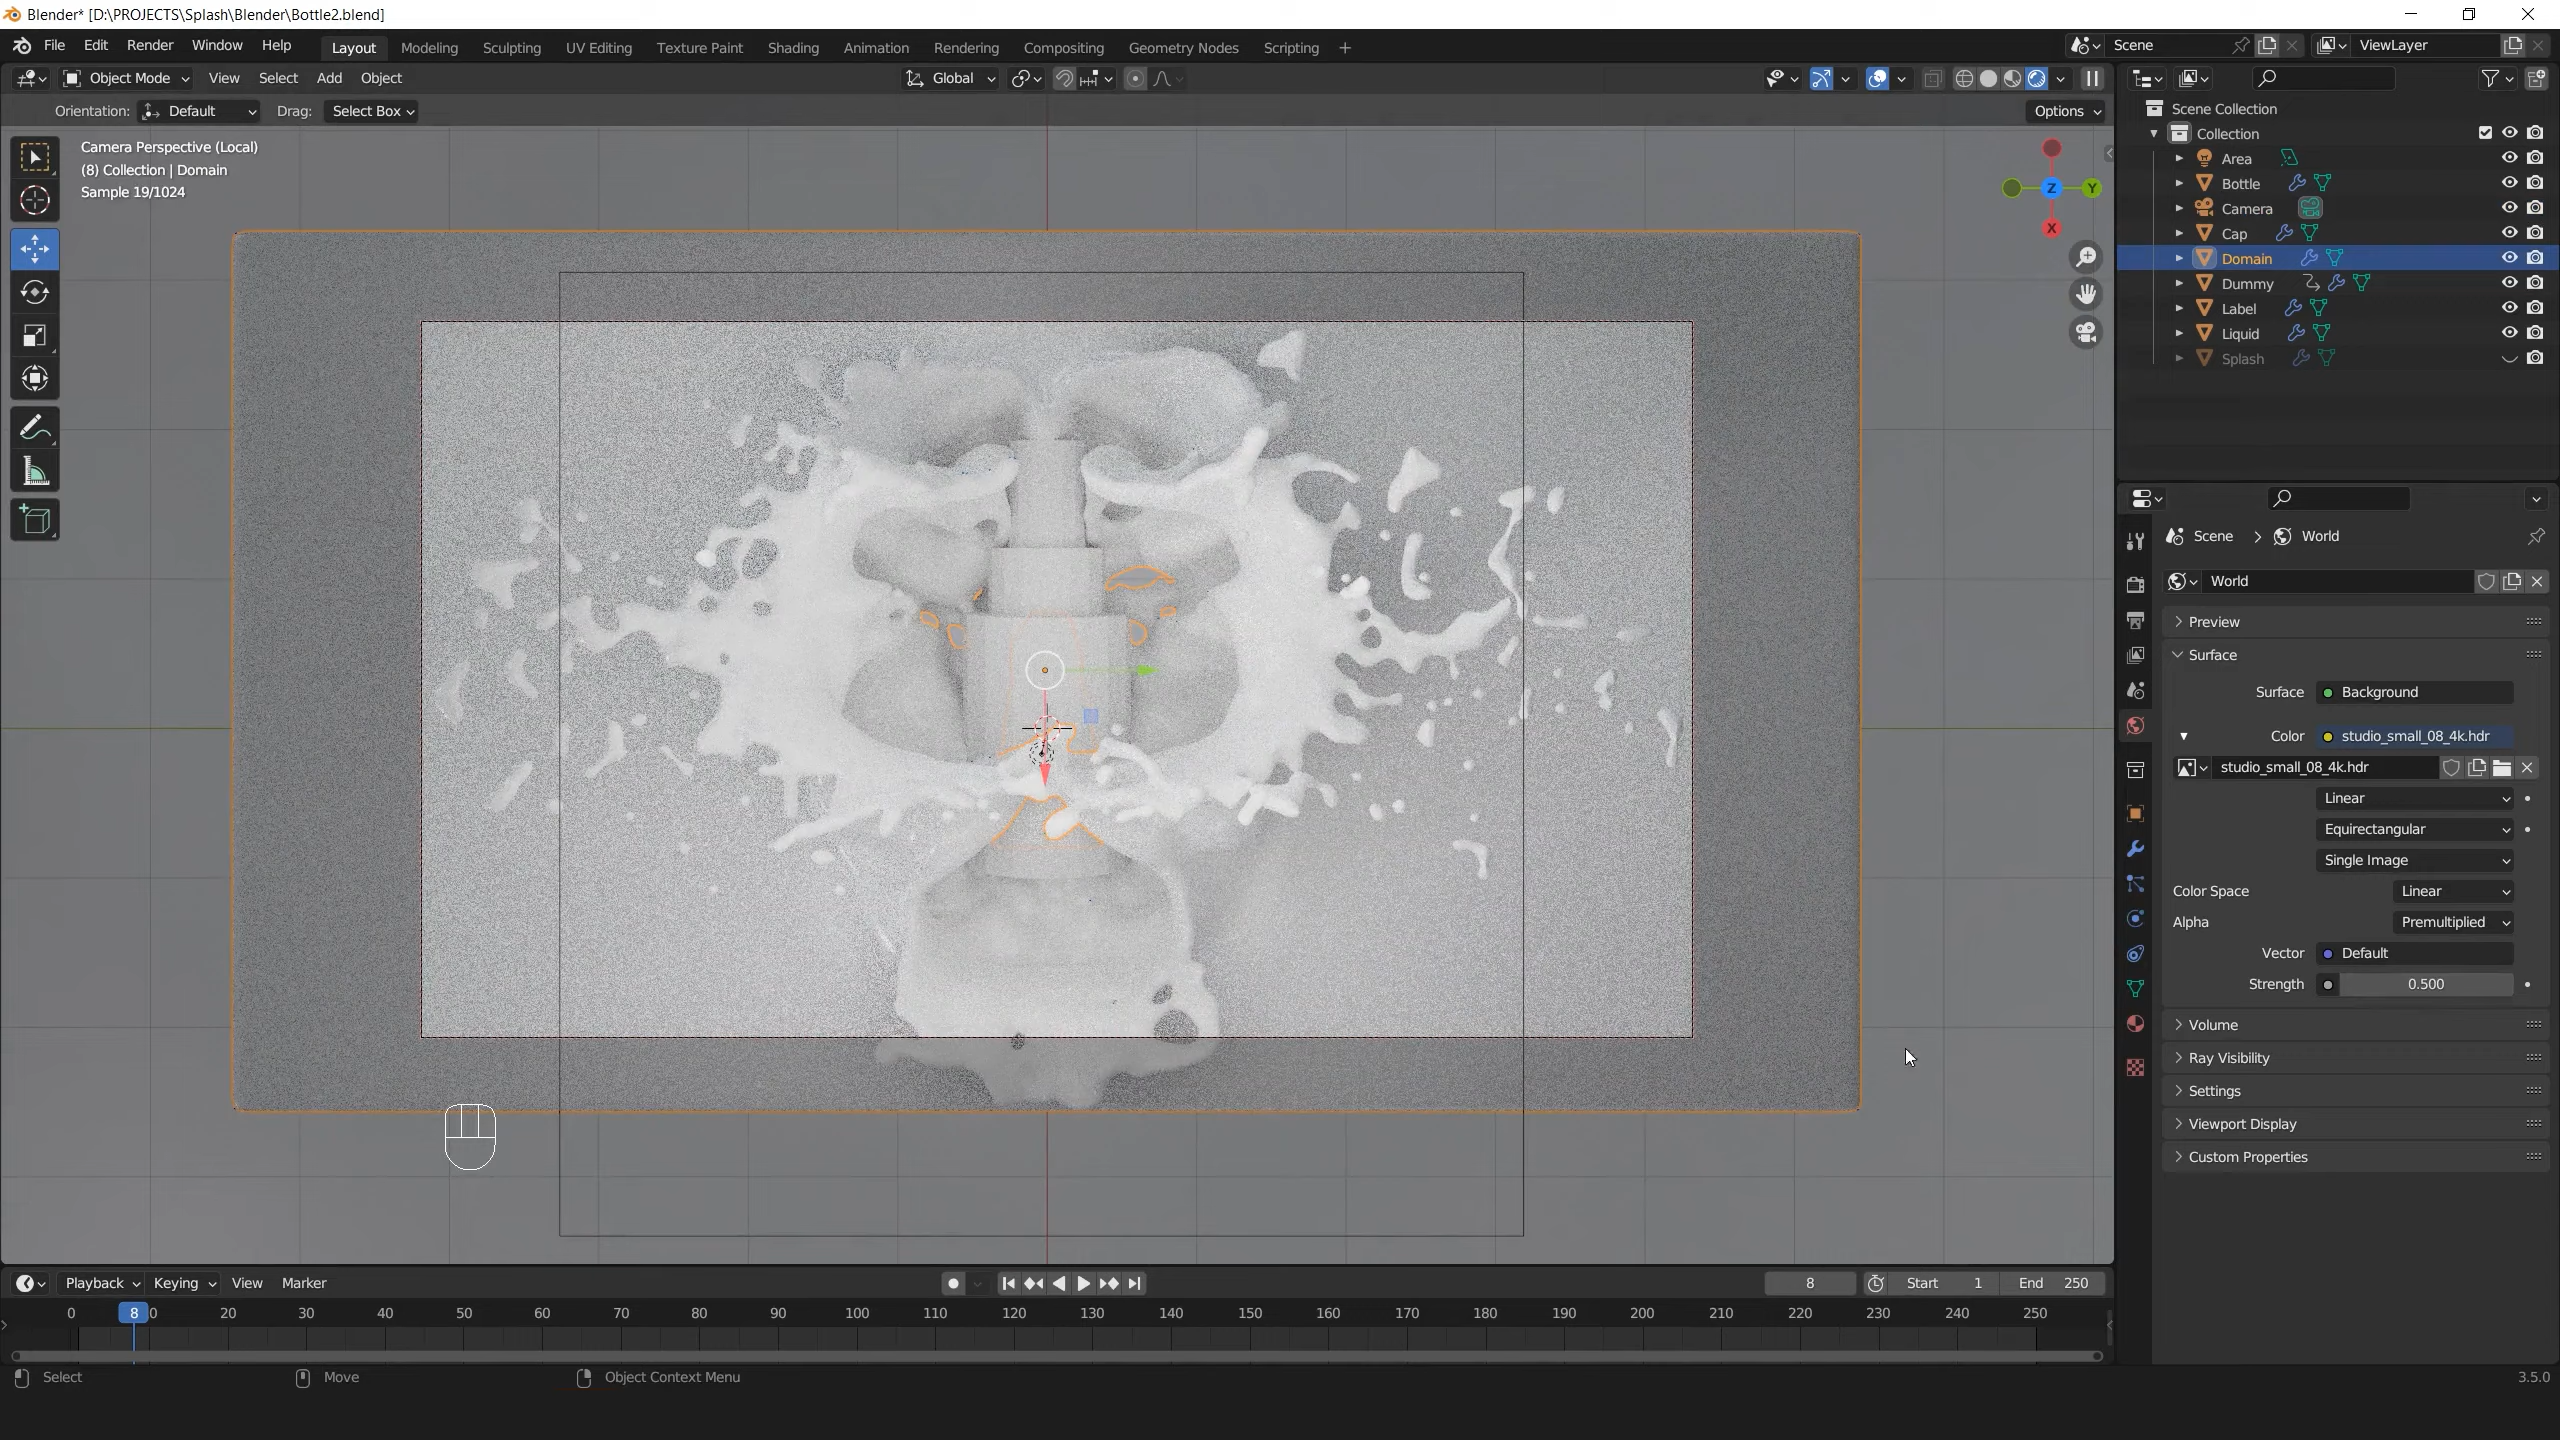 Blender* [D:\PROJECTS\Splash\Blender\Bottle2.blend]
File Edit Render Window Help Layout Modeling Sculpting UV Editing Texture Paint Shading Animation Rendering Compositing Geometry Nodes Scripting + Scene ViewLayer
Object Mode View Select Add Object Global
Orientation: Default Drag: Select Box Options
Camera Perspective (Local)
(8) Collection | Domain
Sample 19/1024
Z Y X
Scene Collection
Collection
Area
Bottle
Camera
Cap
Domain
Dummy
Label
Liquid
Splash
Scene > World
World
Preview
Surface
Surface Background
Color studio_small_08_4k.hdr
studio_small_08_4k.hdr
Linear
Equirectangular
Single Image
Color Space Linear
Alpha Premultiplied
Vector Default
Strength 0.500
Volume
Ray Visibility
Settings
Viewport Display
Custom Properties
Playback Keying View Marker 8 Start 1 End 250
0 8 0 20 30 40 50 60 70 80 90 100 110 120 130 140 150 160 170 180 190 200 210 220 230 240 250
Select Move Object Context Menu 3.5.0